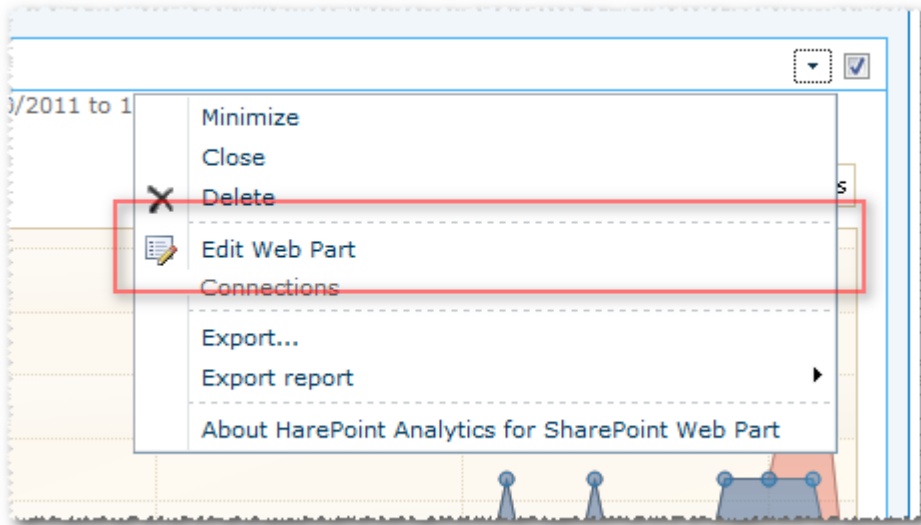 0/2011 to 1
Minimize
Close
Delete
s
Edit Web Part
Connections
Export...
Export report
About HarePoint Analytics for SharePoint Web Part